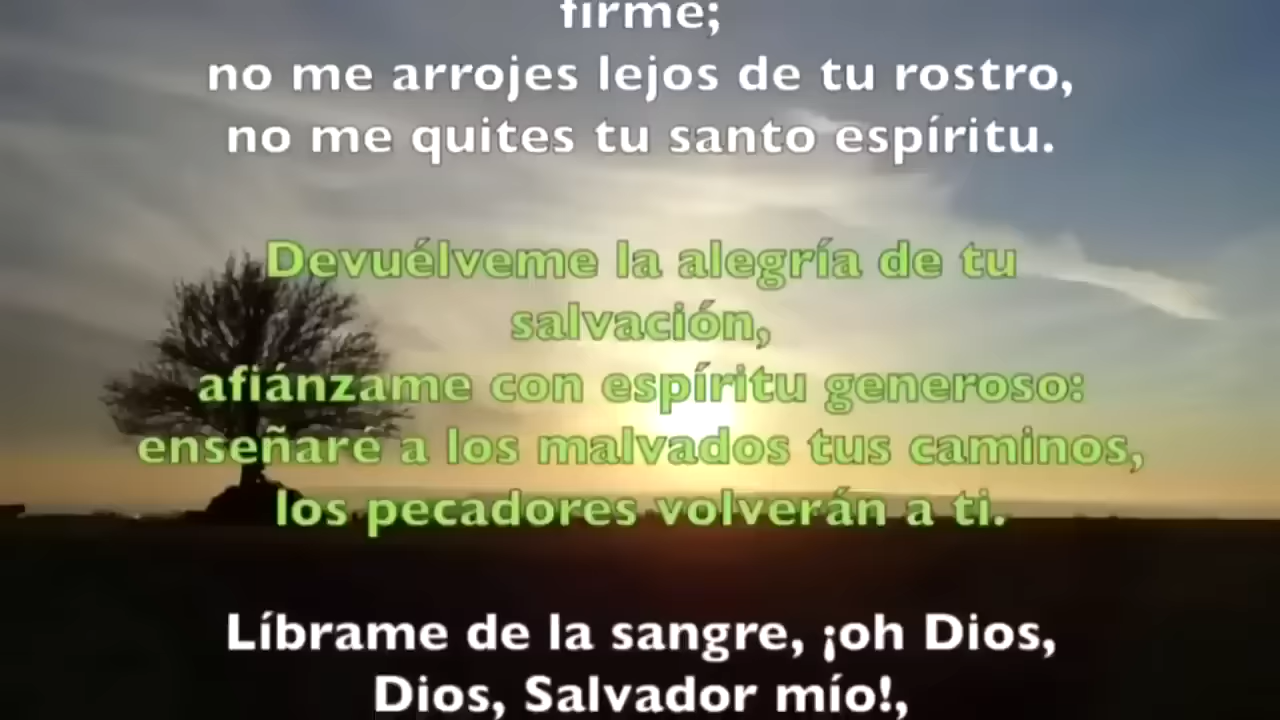 firme;
no me arrojes lejos de tu rostro,
no me quites tu santo espíritu.
Devuélveme la alegría de tu
salvación,
afiánzame con espíritu generoso:
enseñaré a los malvados tus caminos,
los pecadores volverán a ti.
Líbrame de la sangre, ¡oh Dios,
Dios, Salvador mío!,